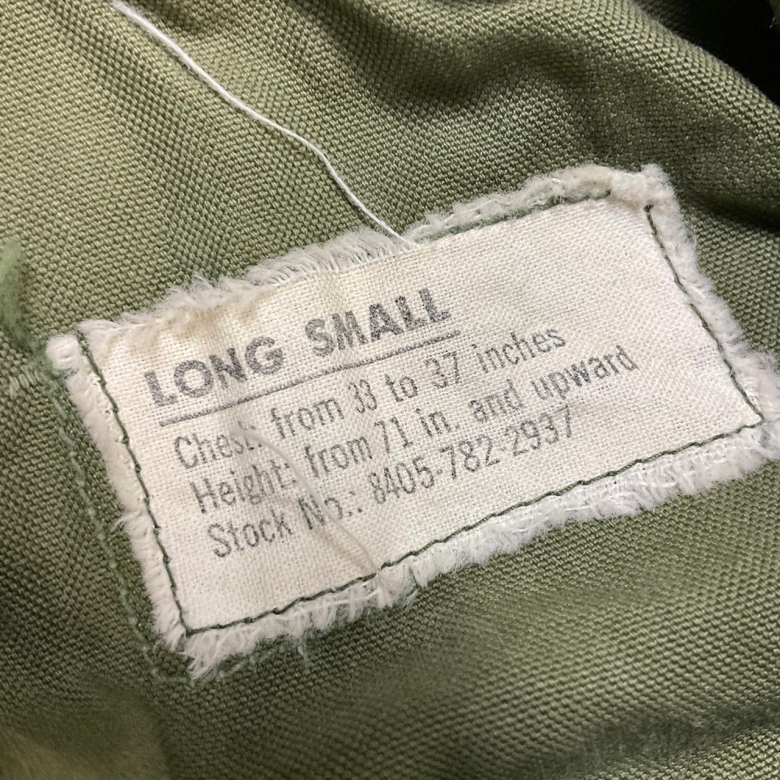 LONG SMALL
Chest: from 33 to 37 inches
Height: from 71 in. and upward
Stock No.: 8405-782-2937